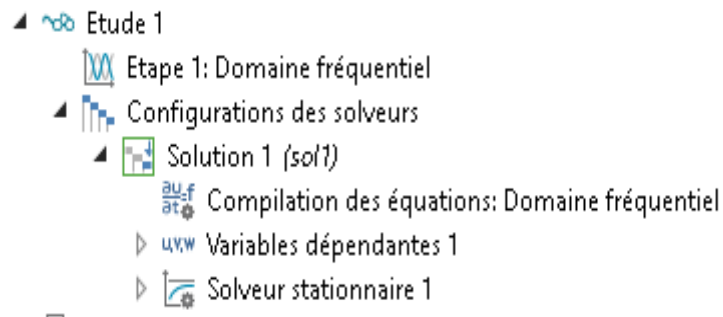 Etude 1
Etape 1: Domaine fréquentiel
Configurations des solveurs
Solution 1 (sol1)
∂u/∂t=f Compilation des équations: Domaine fréquentiel
u,v,w Variables dépendantes 1
Solveur stationnaire 1